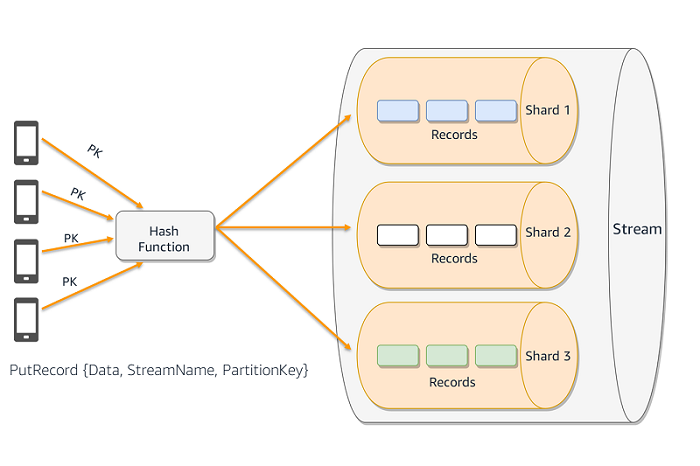 PK
PK
PK
PK
Hash
Function
Shard 1
Records
Shard 2
Records
Shard 3
Records
Stream
PutRecord {Data, StreamName, PartitionKey}